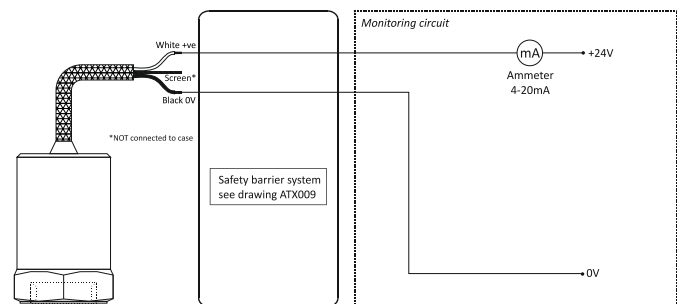 Monitoring circuit
White +ve
mA
+24V
Screen*
Ammeter
4-20mA
Black 0V
*NOT connected to case
Safety barrier system
see drawing ATX009
0V